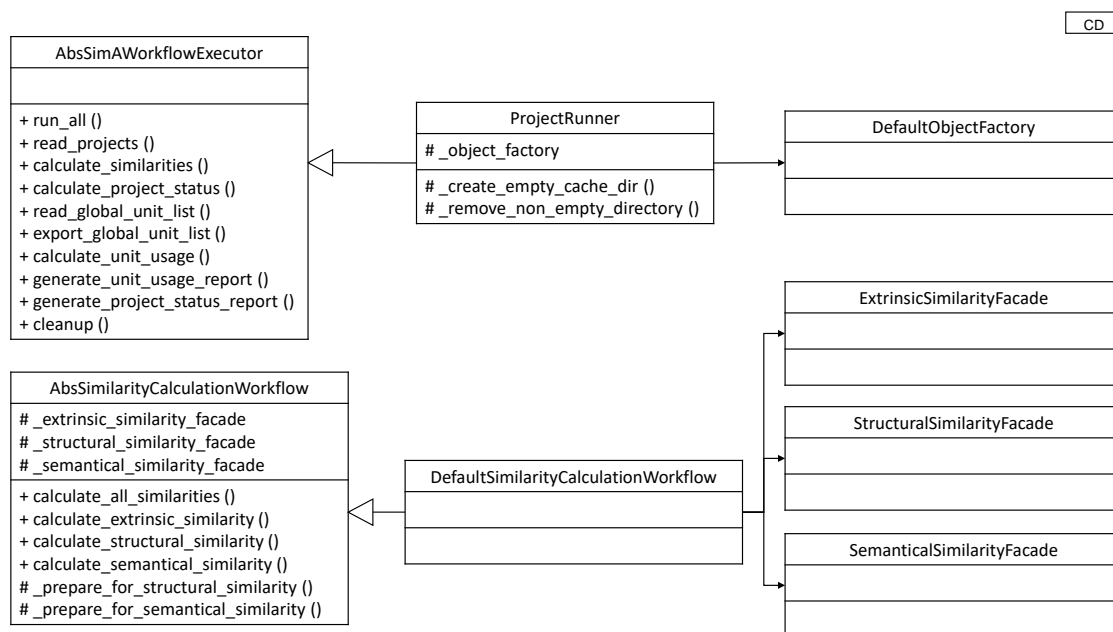 CD
AbsSimAWorkflowExecutor
+ run_all ()
+ read_projects ()
+ calculate_similarities ()
+ calculate_project_status ()
+ read_global_unit_list ()
+ export_global_unit_list ()
+ calculate_unit_usage ()
+ generate_unit_usage_report ()
+ generate_project_status_report ()
+ cleanup ()
ProjectRunner
# _object_factory
# _create_empty_cache_dir ()
# _remove_non_empty_directory ()
DefaultObjectFactory
AbsSimilarityCalculationWorkflow
# _extrinsic_similarity_facade
# _structural_similarity_facade
# _semantical_similarity_facade
+ calculate_all_similarities ()
+ calculate_extrinsic_similarity ()
+ calculate_structural_similarity ()
+ calculate_semantical_similarity ()
# _prepare_for_structural_similarity ()
# _prepare_for_semantical_similarity ()
DefaultSimilarityCalculationWorkflow
ExtrinsicSimilarityFacade
StructuralSimilarityFacade
SemanticalSimilarityFacade